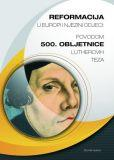 REFORMACIJA
U EUROPI I NJEZINI ODJECI
POVODOM
500. OBLJETNICE
LUTHEROVIH
TEZA